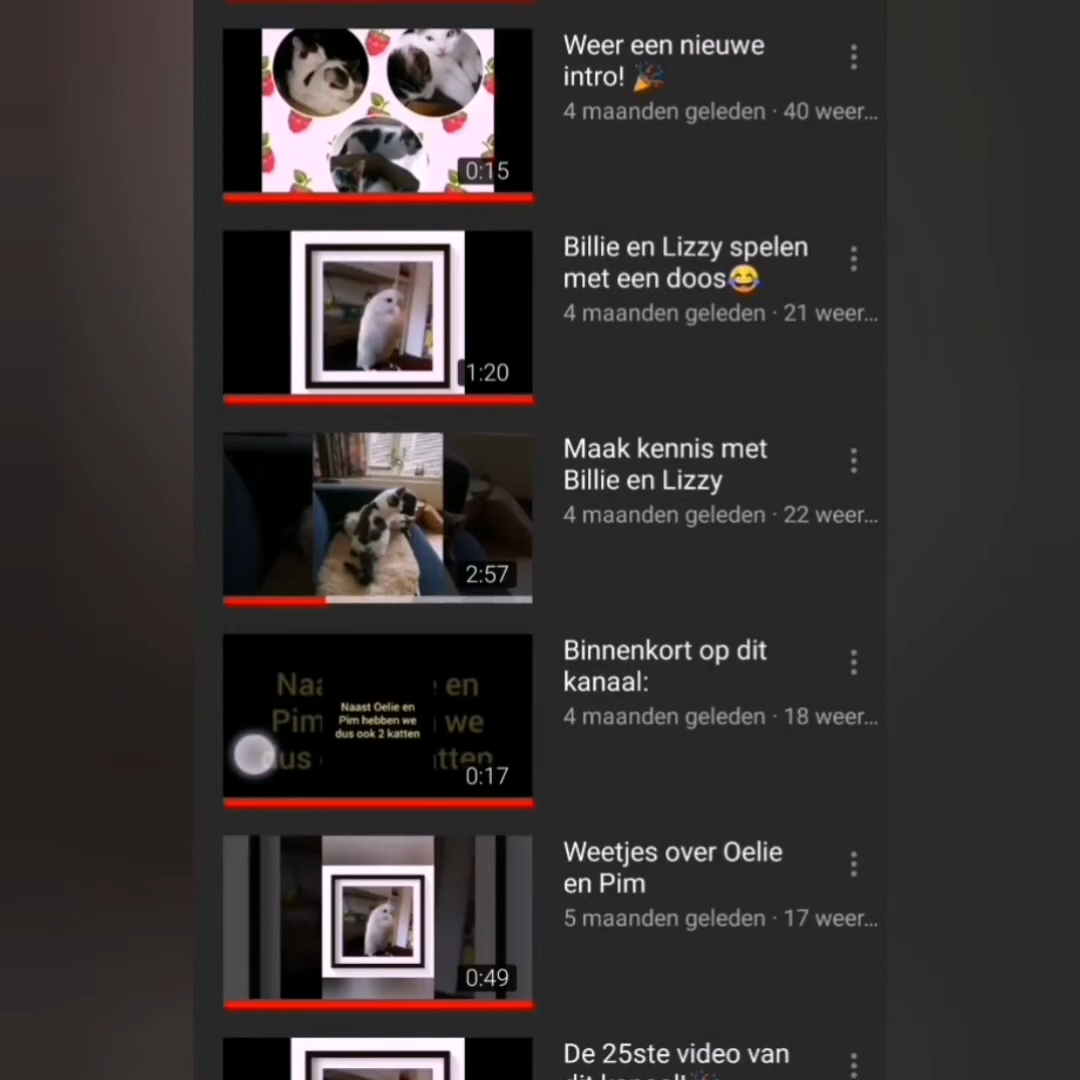 Weer een nieuwe
intro! 🎉
4 maanden geleden · 40 weer...
0:15
Billie en Lizzy spelen
met een doos😂
4 maanden geleden · 21 weer...
1:20
Maak kennis met
Billie en Lizzy
4 maanden geleden · 22 weer...
2:57
Binnenkort op dit
kanaal:
4 maanden geleden · 18 weer...
Naast Oelie en
Pim hebben we
dus ook 2 katten
0:17
Weetjes over Oelie
en Pim
5 maanden geleden · 17 weer...
0:49
De 25ste video van